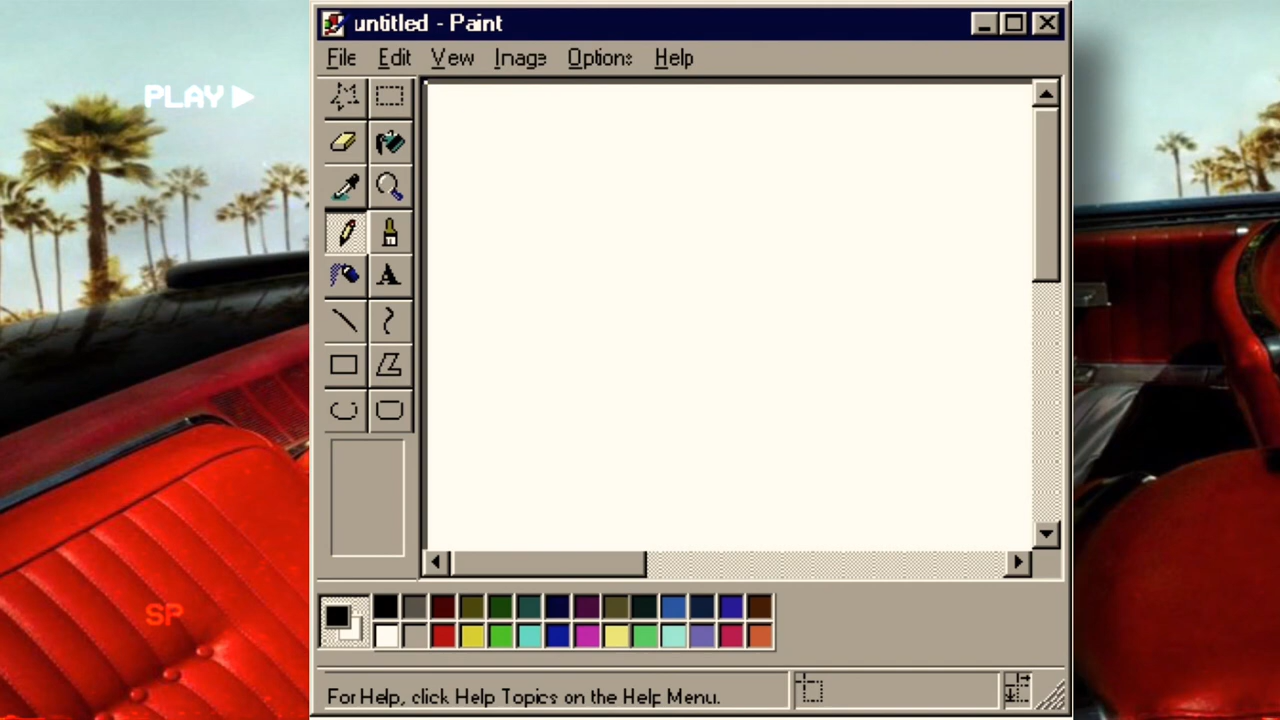 untitled - Paint
File Edit View Image Options Help
PLAY
SP
For Help, click Help Topics on the Help Menu.